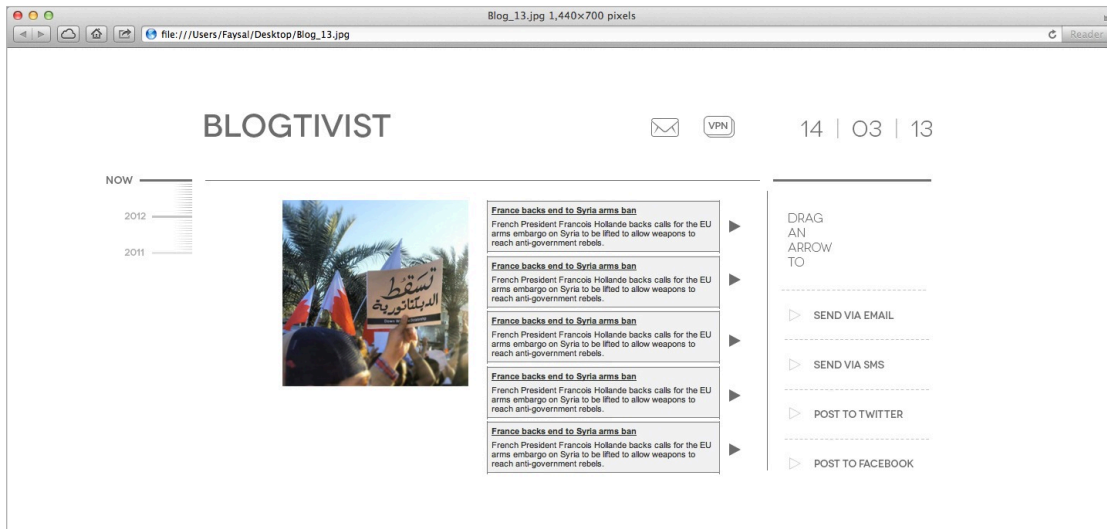 Blog_13.jpg 1,440×700 pixels
file:///Users/Faysal/Desktop/Blog_13.jpg
Reader
BLOGTIVIST
VPN
14 | 03 | 13
NOW
2012
2011
تسقط
الديكتاتورية
France backs end to Syria arms ban
French President Francois Hollande backs calls for the EU
arms embargo on Syria to be lifted to allow weapons to
reach anti-government rebels.
France backs end to Syria arms ban
French President Francois Hollande backs calls for the EU
arms embargo on Syria to be lifted to allow weapons to
reach anti-government rebels.
France backs end to Syria arms ban
French President Francois Hollande backs calls for the EU
arms embargo on Syria to be lifted to allow weapons to
reach anti-government rebels.
France backs end to Syria arms ban
French President Francois Hollande backs calls for the EU
arms embargo on Syria to be lifted to allow weapons to
reach anti-government rebels.
France backs end to Syria arms ban
French President Francois Hollande backs calls for the EU
arms embargo on Syria to be lifted to allow weapons to
reach anti-government rebels.
DRAG
AN
ARROW
TO
SEND VIA EMAIL
SEND VIA SMS
POST TO TWITTER
POST TO FACEBOOK